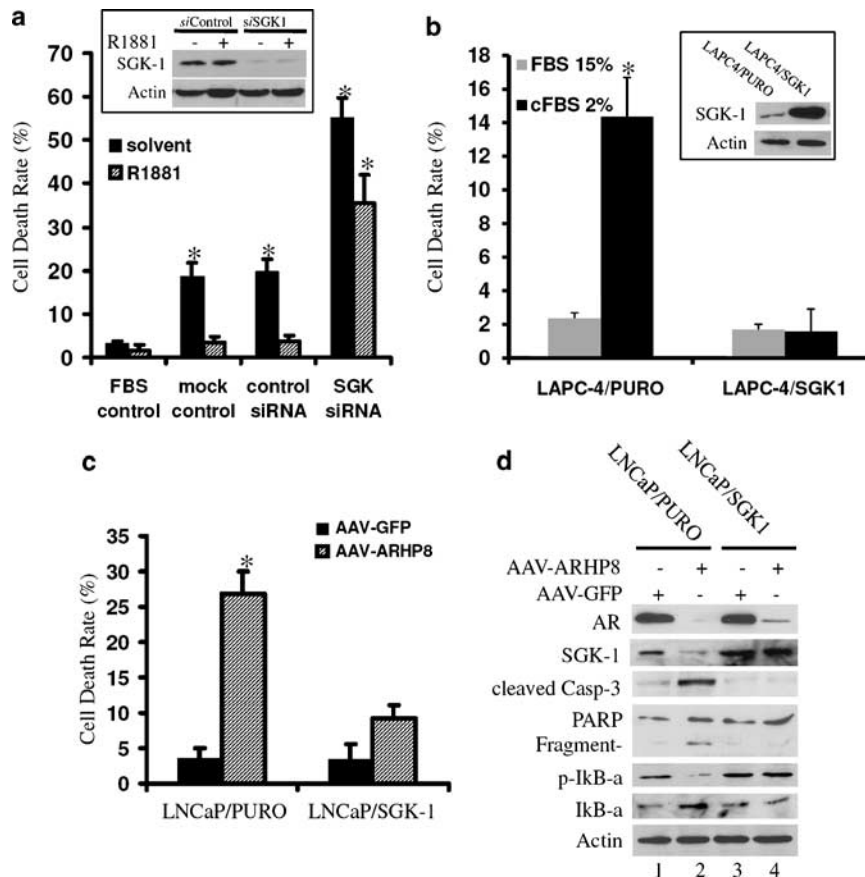 a
siControl siSGK1
R1881 - + - +
SGK-1
Actin
solvent
R1881
Cell Death Rate (%)
70
60
50
40
30
20
10
0
* * * *
FBS control
mock control
control siRNA
SGK siRNA
b
FBS 15%
cFBS 2%
LAPC4/PURO
LAPC4/SGK1
SGK-1
Actin
Cell Death Rate (%)
18
16
14
12
10
8
6
4
2
0
*
LAPC-4/PURO LAPC-4/SGK1
c
AAV-GFP
AAV-ARHP8
Cell Death Rate (%)
35
30
25
20
15
10
5
0
*
LNCaP/PURO LNCaP/SGK-1
d
LNCaP/PURO
LNCaP/SGK1
AAV-ARHP8 - + - +
AAV-GFP + - + -
AR
SGK-1
cleaved Casp-3
PARP
Fragment-
p-IkB-a
IkB-a
Actin
1 2 3 4